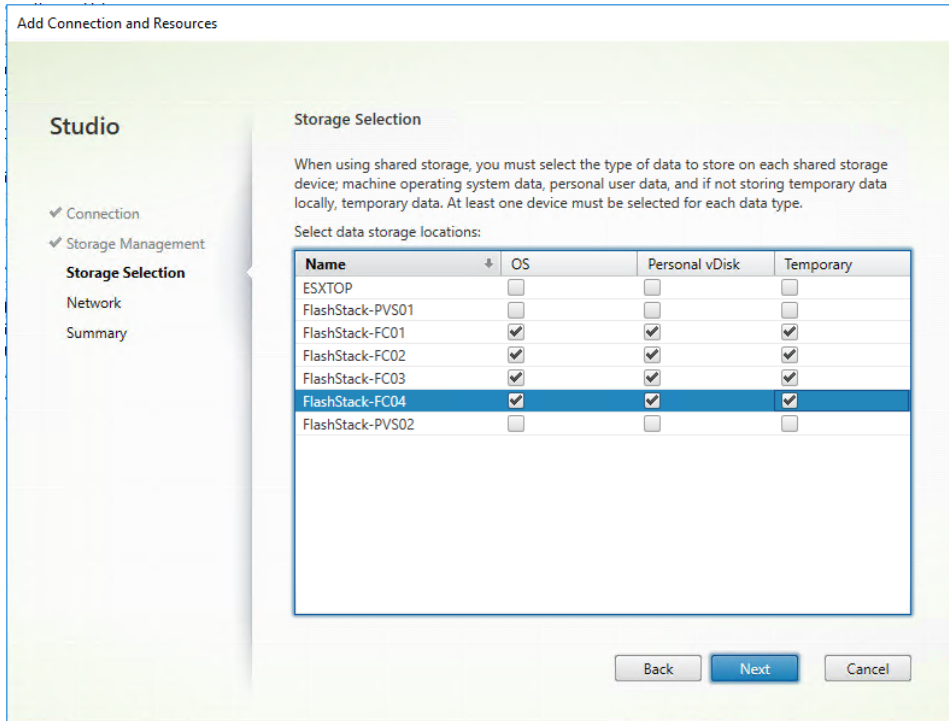 Add Connection and Resources
Studio
Connection
Storage Management
Storage Selection
Network
Summary
Storage Selection
When using shared storage, you must select the type of data to store on each shared storage
device; machine operating system data, personal user data, and if not storing temporary data
locally, temporary data. At least one device must be selected for each data type.
Select data storage locations:
Name OS Personal vDisk Temporary
ESXTOP
FlashStack-PVS01
FlashStack-FC01
FlashStack-FC02
FlashStack-FC03
FlashStack-FC04
FlashStack-PVS02
Back Next Cancel